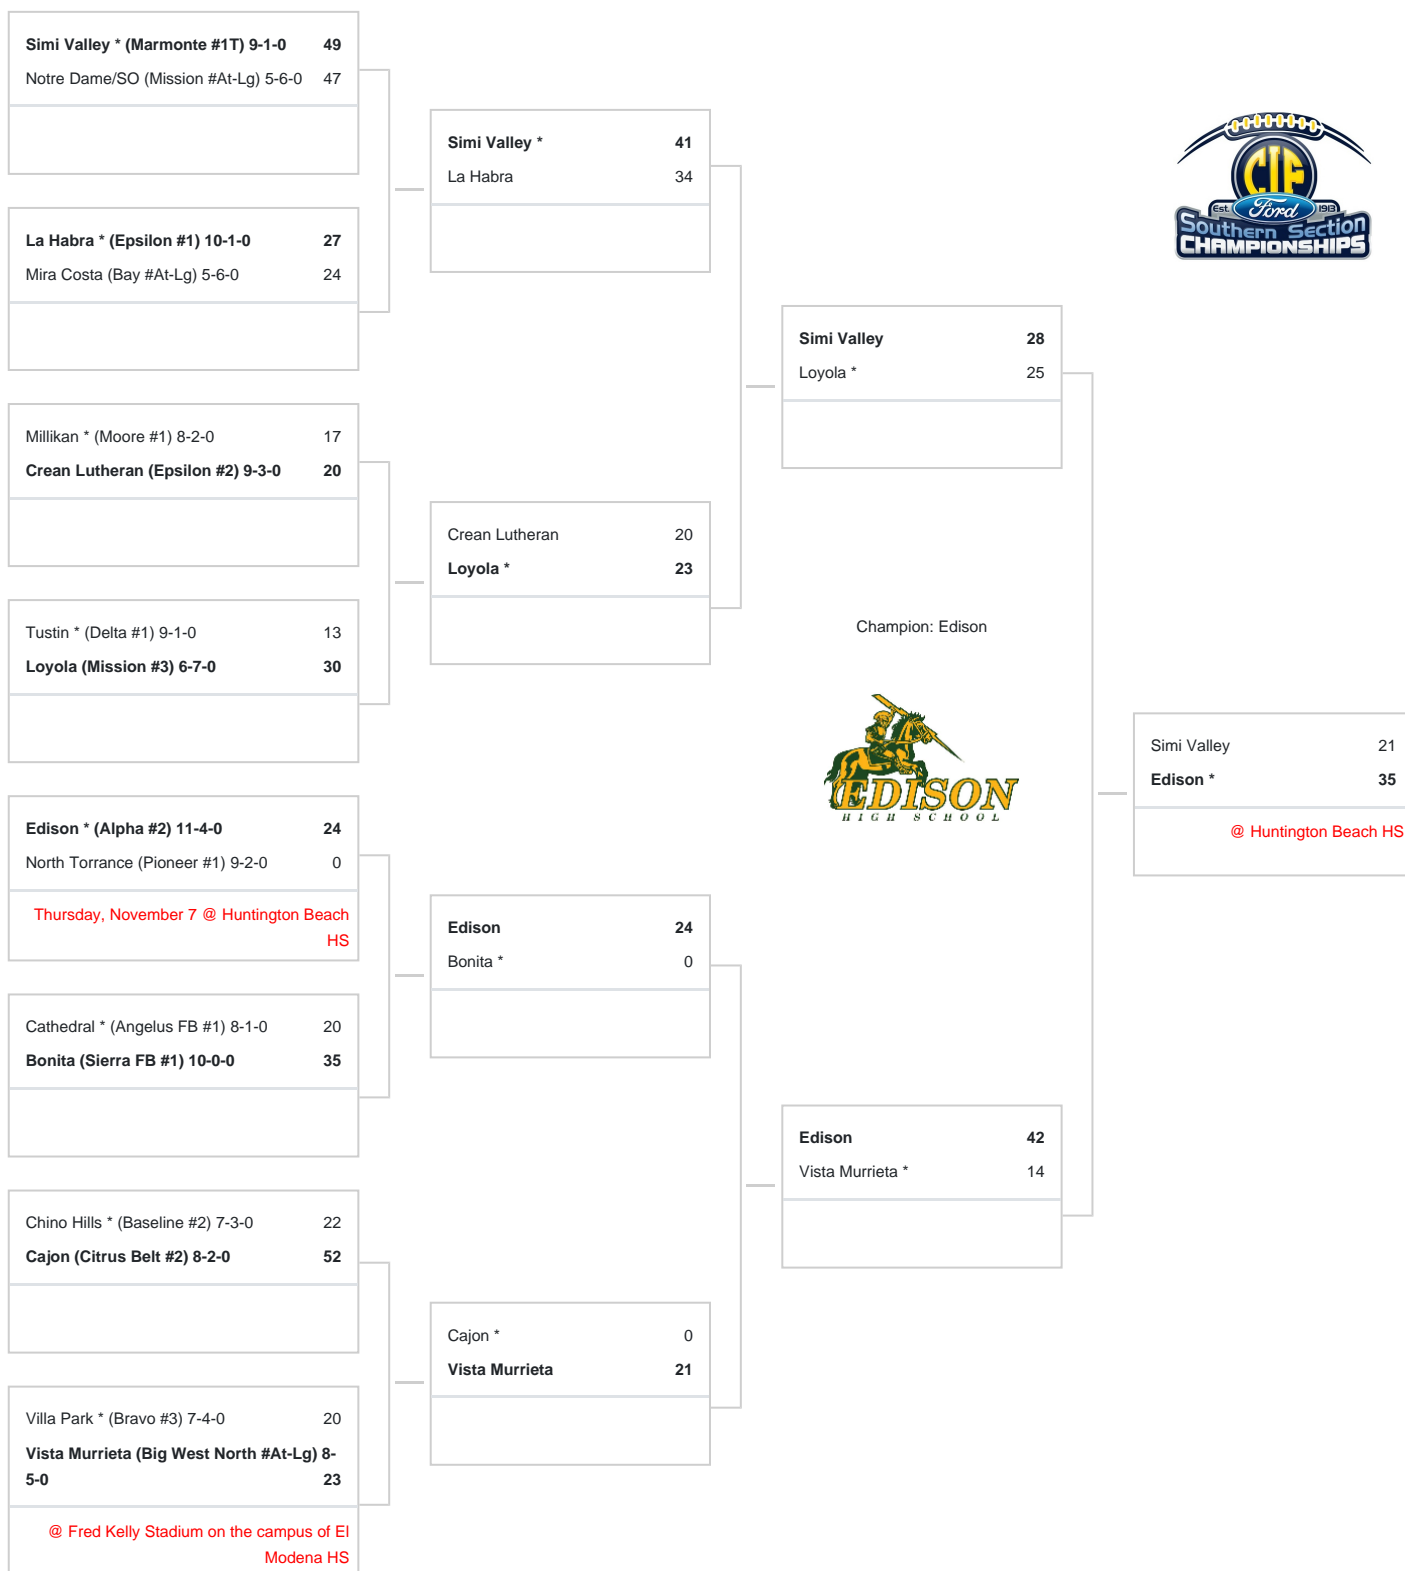 Simi Valley * (Marmonte #1T) 9-1-0 49
Notre Dame/SO (Mission #At-Lg) 5-6-0 47
La Habra * (Epsilon #1) 10-1-0 27
Mira Costa (Bay #At-Lg) 5-6-0 24
Millikan * (Moore #1) 8-2-0 17
Crean Lutheran (Epsilon #2) 9-3-0 20
Tustin * (Delta #1) 9-1-0 13
Loyola (Mission #3) 6-7-0 30
Edison * (Alpha #2) 11-4-0 24
North Torrance (Pioneer #1) 9-2-0 0
Thursday, November 7 @ Huntington Beach
HS
Cathedral * (Angelus FB #1) 8-1-0 20
Bonita (Sierra FB #1) 10-0-0 35
Chino Hills * (Baseline #2) 7-3-0 22
Cajon (Citrus Belt #2) 8-2-0 52
Villa Park * (Bravo #3) 7-4-0 20
Vista Murrieta (Big West North #At-Lg) 8-
5-0 23
@ Fred Kelly Stadium on the campus of El
Modena HS
Simi Valley * 41
La Habra 34
Crean Lutheran 20
Loyola * 23
Edison 24
Bonita * 0
Cajon * 0
Vista Murrieta 21
Simi Valley 28
Loyola * 25
Edison 42
Vista Murrieta * 14
CIF
Est. Ford 1913
Southern Section
CHAMPIONSHIPS
Champion: Edison
EDISON
HIGH SCHOOL
Simi Valley 21
Edison * 35
@ Huntington Beach HS